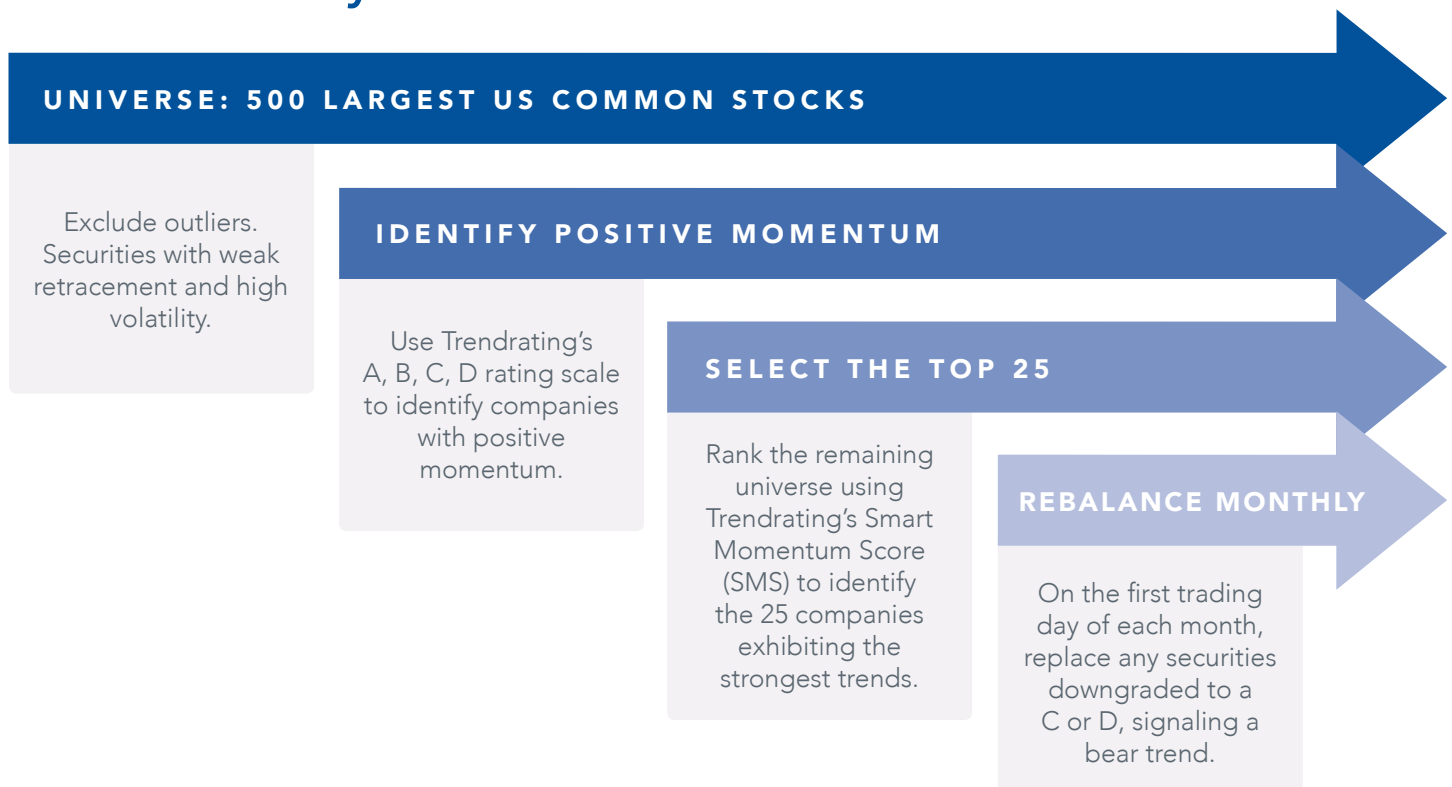 UNIVERSE: 500 LARGEST US COMMON STOCKS
Exclude outliers.
Securities with weak
retracement and high
volatility.
IDENTIFY POSITIVE MOMENTUM
Use Trendrating’s
A, B, C, D rating scale
to identify companies
with positive
momentum.
SELECT THE TOP 25
Rank the remaining
universe using
Trendrating’s Smart
Momentum Score
(SMS) to identify
the 25 companies
exhibiting the
strongest trends.
REBALANCE MONTHLY
On the first trading
day of each month,
replace any securities
downgraded to a
C or D, signaling a
bear trend.